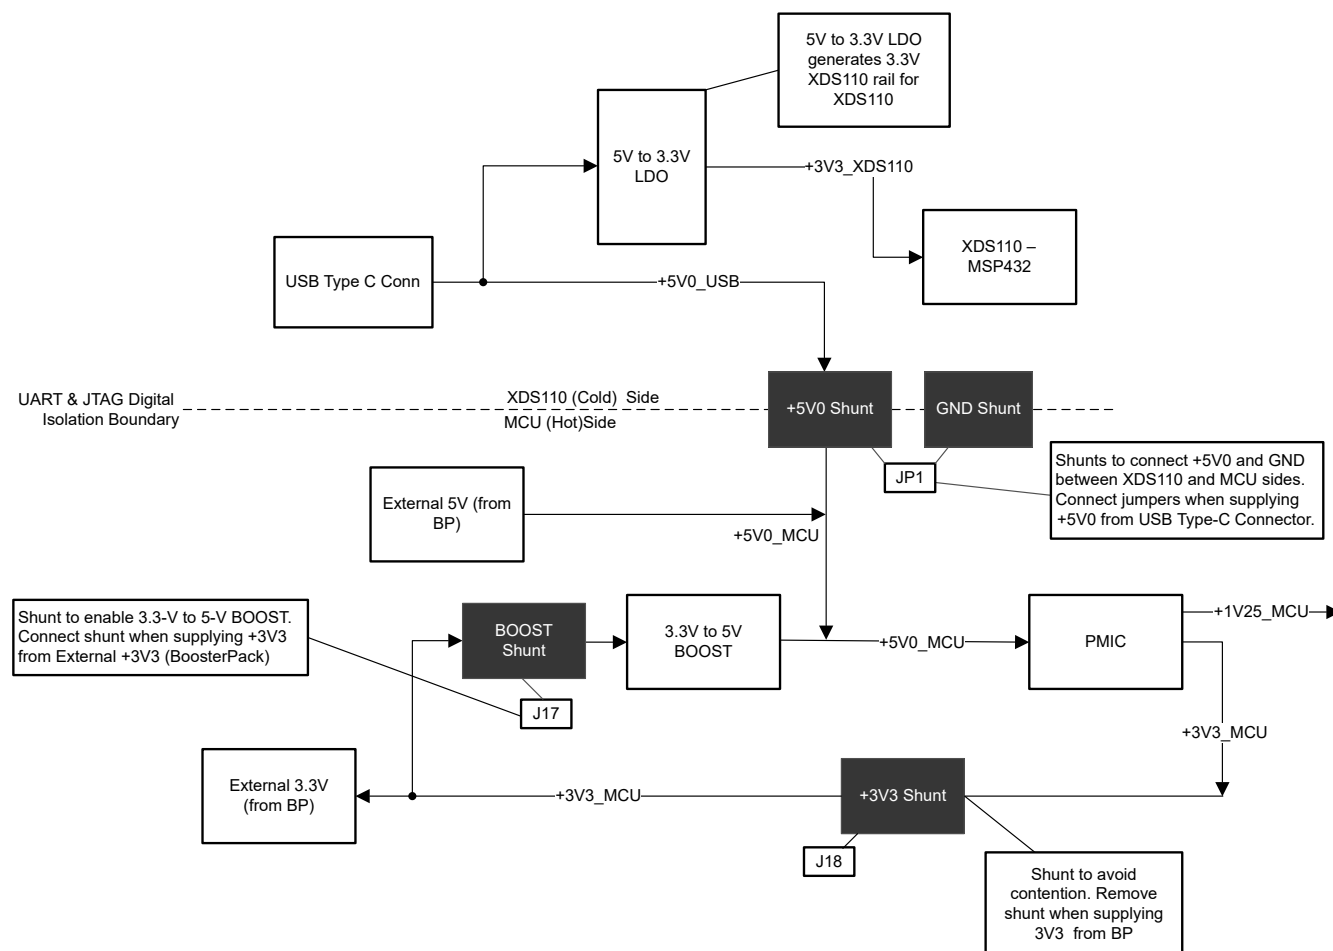 5V to 3.3V LDO
generates 3.3V
XDS110 rail for
XDS110
5V to 3.3V
LDO
+3V3_XDS110
XDS110 –
MSP432
USB Type C Conn
+5V0_USB
UART & JTAG Digital
Isolation Boundary
XDS110 (Cold) Side
MCU (Hot)Side
+5V0 Shunt
GND Shunt
JP1
Shunts to connect +5V0 and GND
between XDS110 and MCU sides.
Connect jumpers when supplying
+5V0 from USB Type-C Connector.
External 5V (from
BP)
+5V0_MCU
Shunt to enable 3.3-V to 5-V BOOST.
Connect shunt when supplying +3V3
from External +3V3 (BoosterPack)
BOOST
Shunt
J17
3.3V to 5V
BOOST
+5V0_MCU
PMIC
+1V25_MCU
+3V3_MCU
External 3.3V
(from BP)
+3V3_MCU
+3V3 Shunt
J18
Shunt to avoid
contention. Remove
shunt when supplying
3V3 from BP